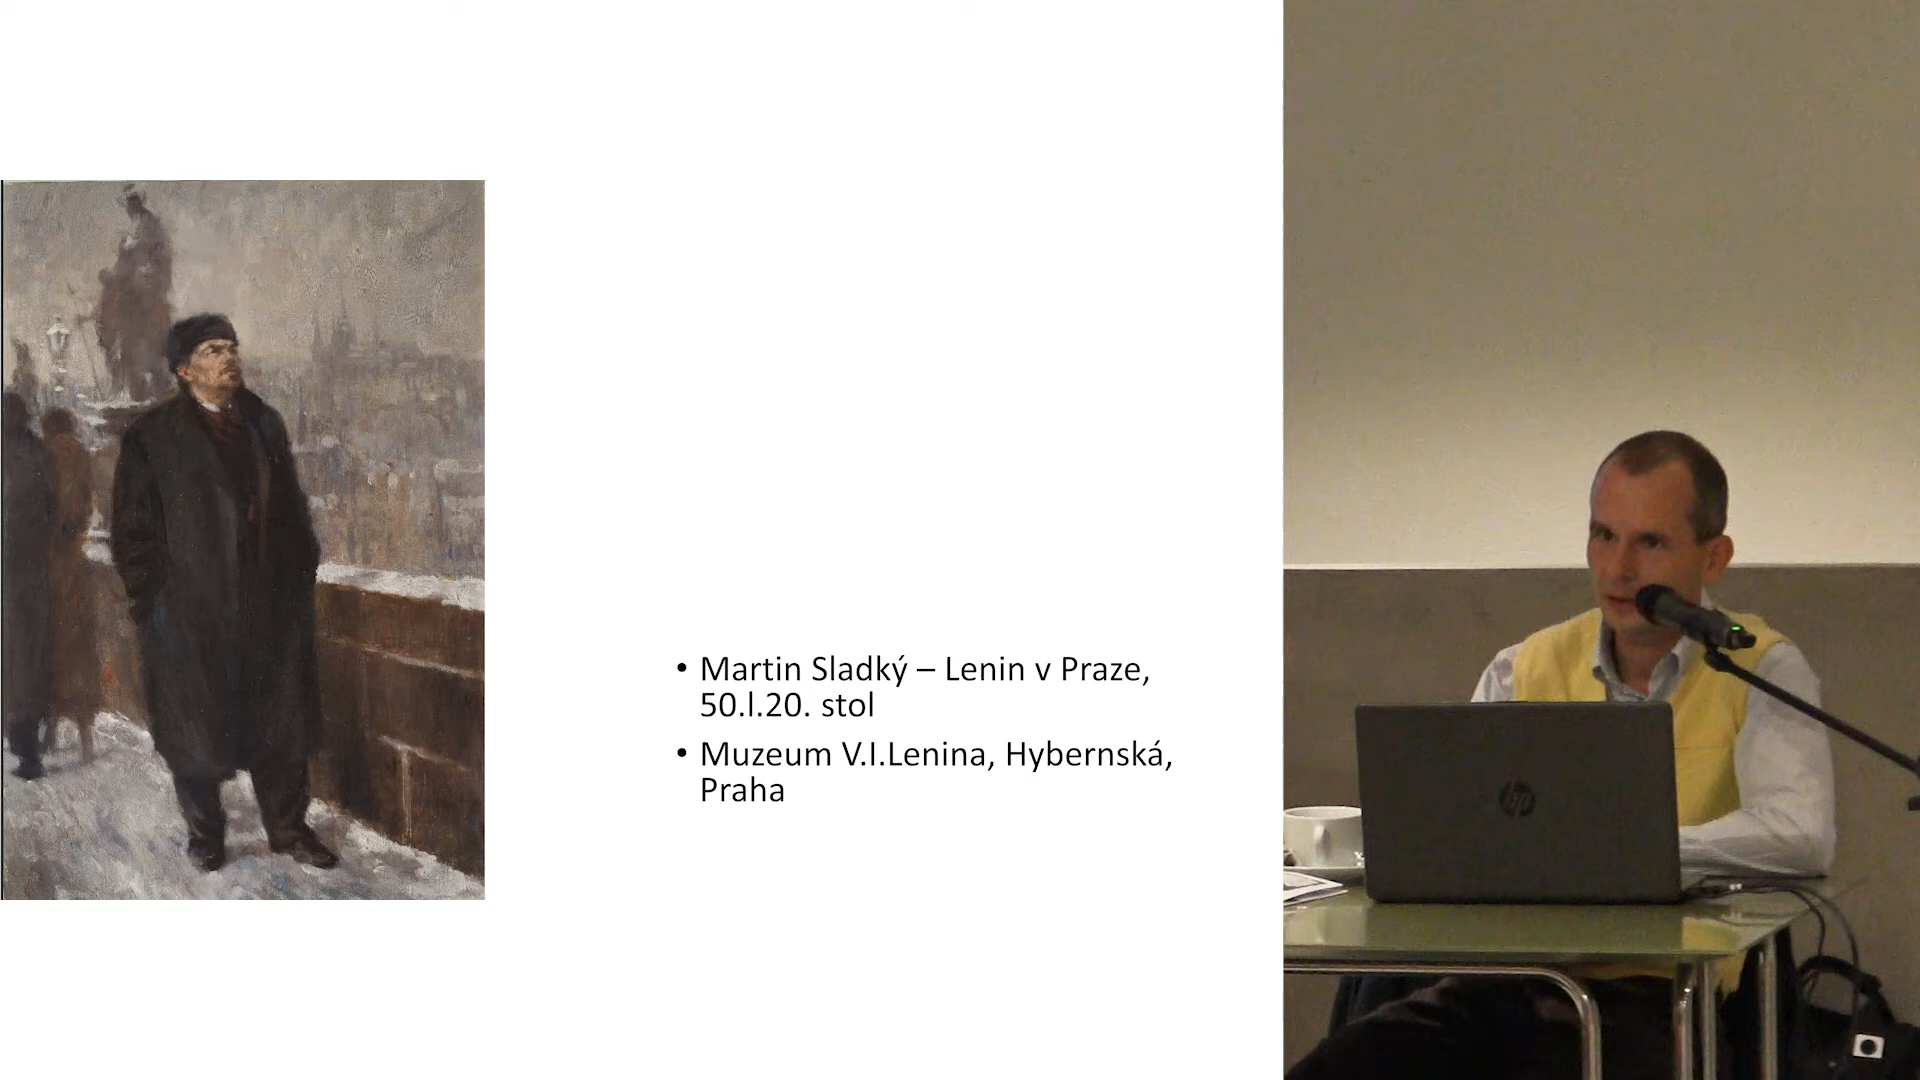 • Martin Sladký – Lenin v Praze,
50.l.20. stol
• Muzeum V.I.Lenina, Hybernská,
Praha
hp